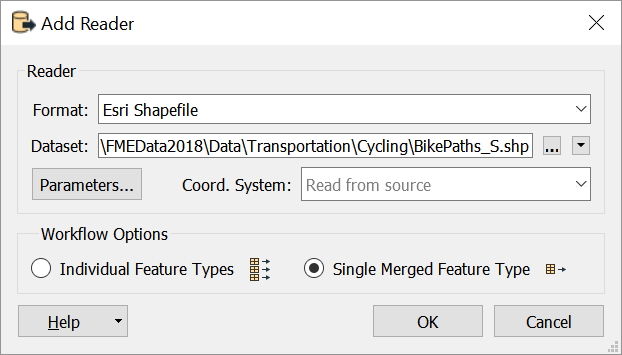 Add Reader
Reader
Format: Esri Shapefile
Dataset: \FMEData2018\Data\Transportation\Cycling\BikePaths_S.shp ...
Parameters... Coord. System: Read from source
Workflow Options
Individual Feature Types Single Merged Feature Type
Help OK Cancel